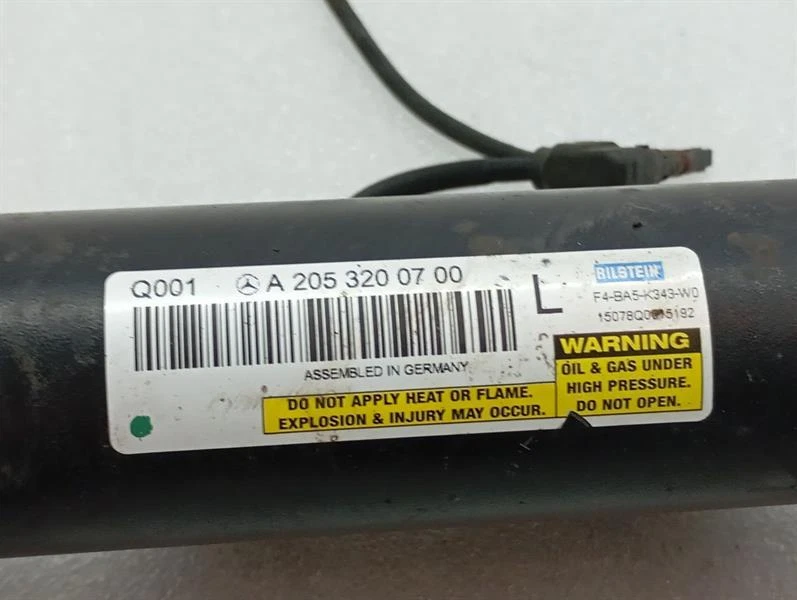 Q001 A 205 320 07 00 L
BILSTEIN
F4-BA5-K343-W0
ASSEMBLED IN GERMANY
DO NOT APPLY HEAT OR FLAME.
EXPLOSION & INJURY MAY OCCUR.
WARNING
OIL & GAS UNDER
HIGH PRESSURE.
DO NOT OPEN.